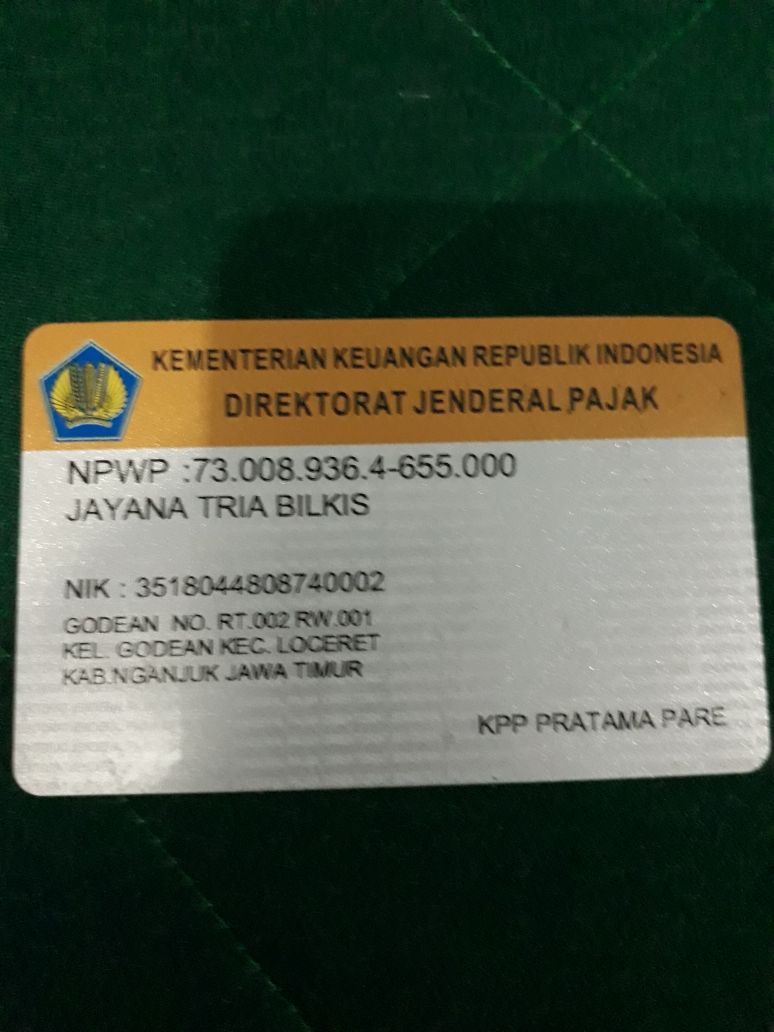 KEMENTERIAN KEUANGAN REPUBLIK INDONESIA
DIREKTORAT JENDERAL PAJAK
NPWP :73.008.936.4-655.000
JAYANA TRIA BILKIS
NIK : 3518044808740002
GODEAN NO. RT.002 RW.001
KEL. GODEAN KEC. LOCERET
KAB.NGANJUK JAWA TIMUR
KPP PRATAMA PARE